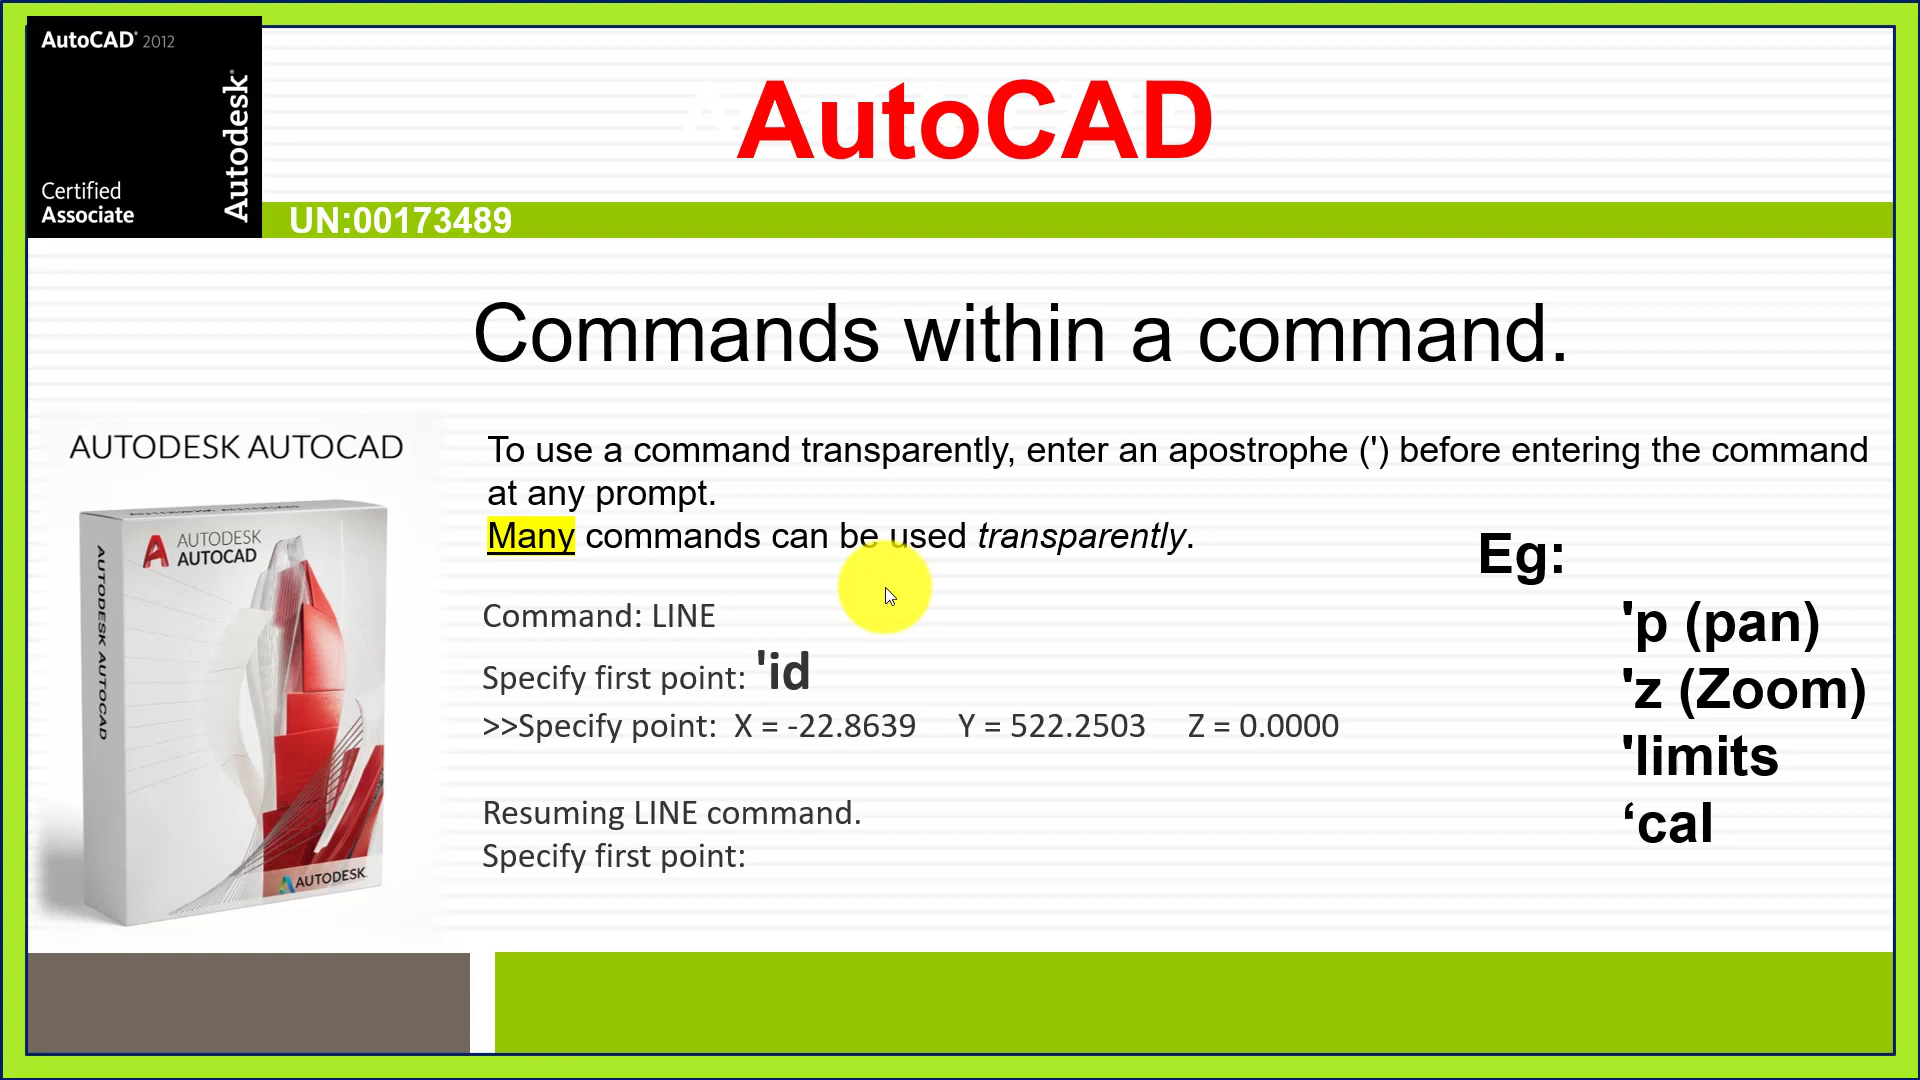 AutoCAD® 2012
Autodesk®
Certified
Associate
AutoCAD
UN:00173489
Commands within a command.
AUTODESK AUTOCAD
AUTODESK
AUTOCAD
AUTODESK AUTOCAD
AUTODESK.
To use a command transparently, enter an apostrophe (') before entering the command
at any prompt.
Many commands can be used transparently.
Command: LINE
Specify first point: 'id
>>Specify point: X = -22.8639 Y = 522.2503 Z = 0.0000
Resuming LINE command.
Specify first point:
Eg:
'p (pan)
'z (Zoom)
'limits
‘cal